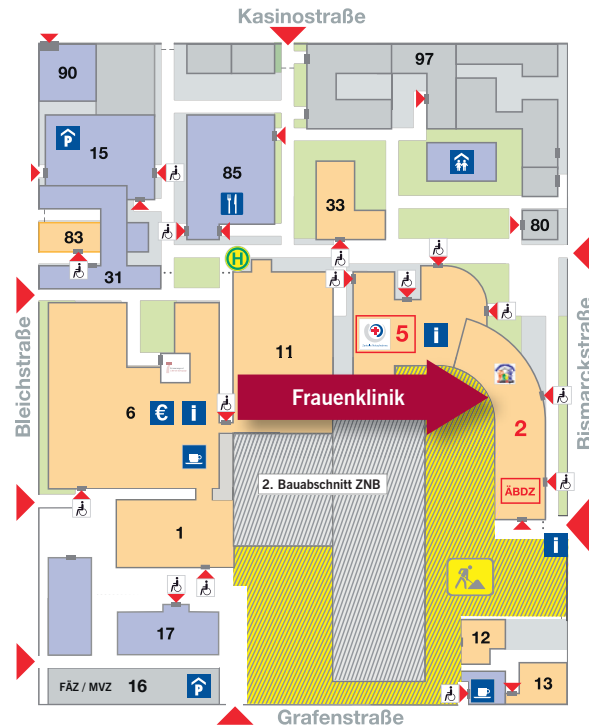 Kasinostraße
90
97
P
15
85
33
83
80
31
H
5
i
11
Bleichstraße
Bismarckstraße
Frauenklinik
6
€
i
2
2. Bauabschnitt ZNB
ÄBDZ
1
i
17
12
FÄZ / MVZ
16
P
13
Grafenstraße